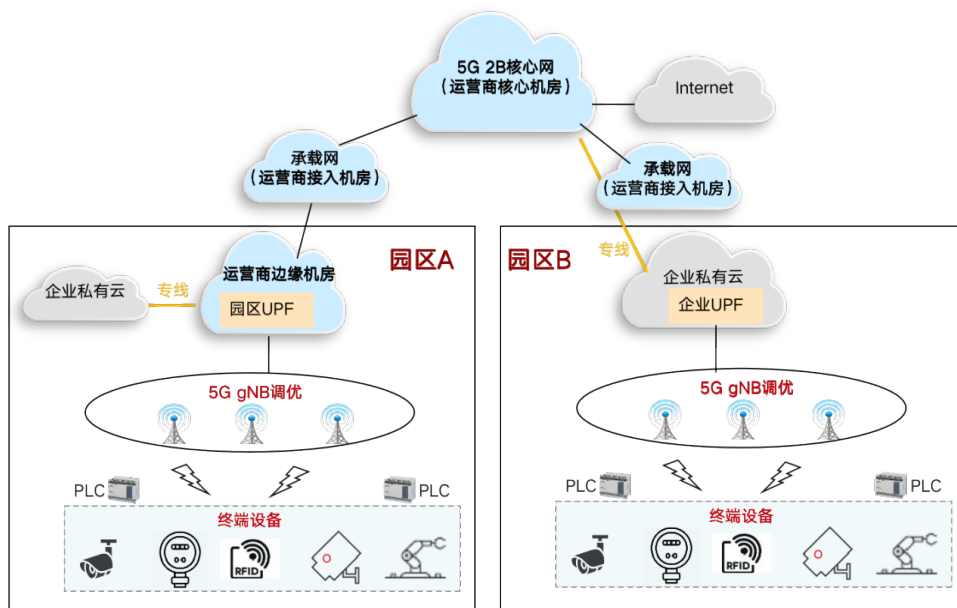 5G 2B核心网
（运营商核心机房）
Internet
承载网
（运营商接入机房）
承载网
（运营商接入机房）
专线
园区A
园区B
运营商边缘机房
企业私有云
专线
园区UPF
企业私有云
企业UPF
5G gNB调优
5G gNB调优
PLC
PLC
PLC
PLC
终端设备
终端设备
RFID
RFID